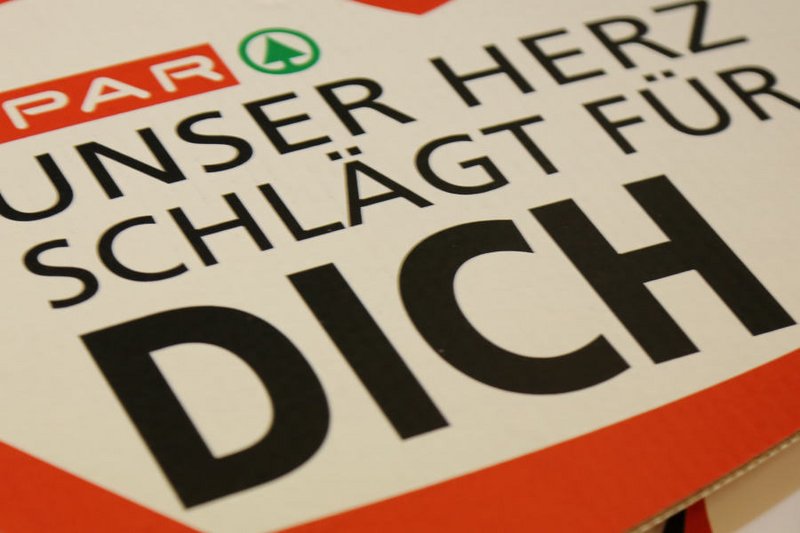 PAR
UNSER HERZ
SCHLÄGT FÜR
DICH